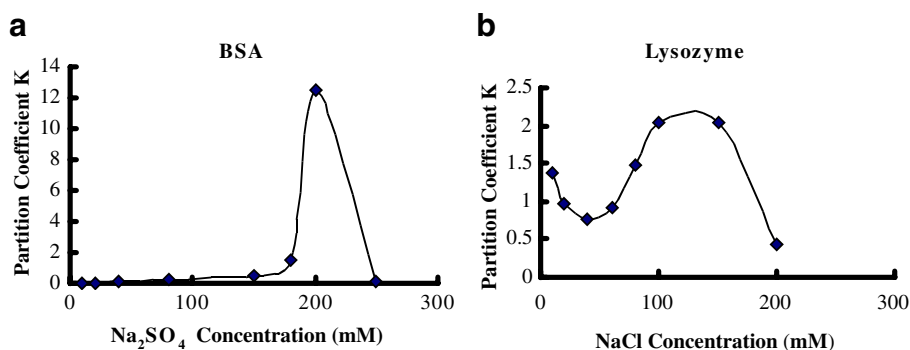 a
BSA
Partition Coefficient K
14
12
10
8
6
4
2
0
0 100 200 300
Na₂SO₄ Concentration (mM)
b
Lysozyme
Partition Coefficient K
2.5
2
1.5
1
0.5
0
0 100 200 300
NaCl Concentration (mM)